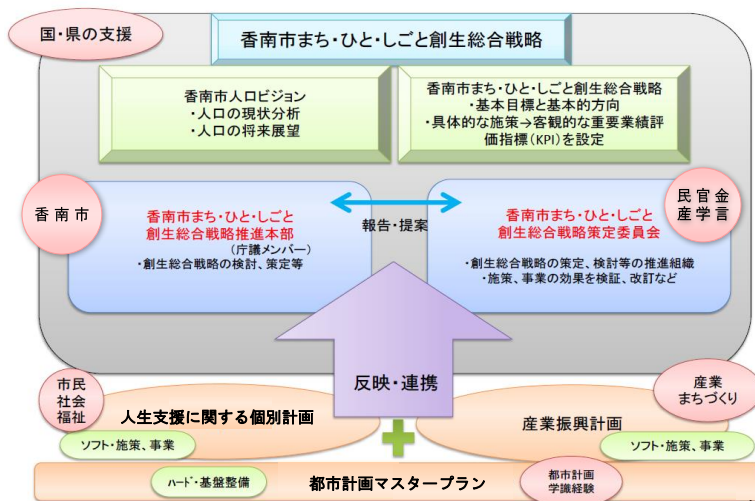 国・県の支援
香南市まち・ひと・しごと創生総合戦略
香南市人口ビジョン
・人口の現状分析
・人口の将来展望
香南市まち・ひと・しごと創生総合戦略
・基本目標と基本的方向
・具体的な施策→客観的な重要業績評
価指標(KPI)を設定
香南市
香南市まち・ひと・しごと
創生総合戦略推進本部
(庁議メンバー)
・創生総合戦略の検討、策定等
報告・提案
民官金
産学言
香南市まち・ひと・しごと
創生総合戦略策定委員会
・創生総合戦略の策定、検討等の推進組織
・施策、事業の効果を検証、改訂など
反映・連携
市民
社会
福祉
人生支援に関する個別計画
ソフト・施策、事業
産業
まちづくり
産業振興計画
ソフト・施策、事業
ハード・基盤整備
都市計画マスタープラン
都市計画
学識経験